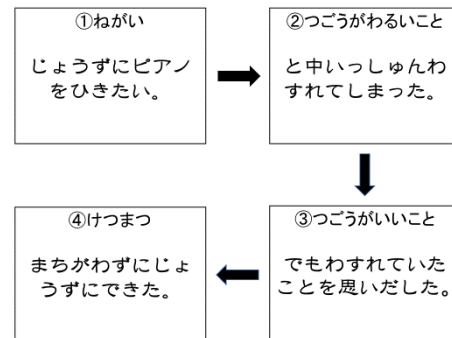 ①ねがい
じょうずにピアノ
をひきたい。
②つごうがわるいこと
と中いっしゅんわ
すれてしまった。
③つごうがいいこと
でもわすれていた
ことを思いだした。
④けつまつ
まちがわずにじょ
うずにできた。